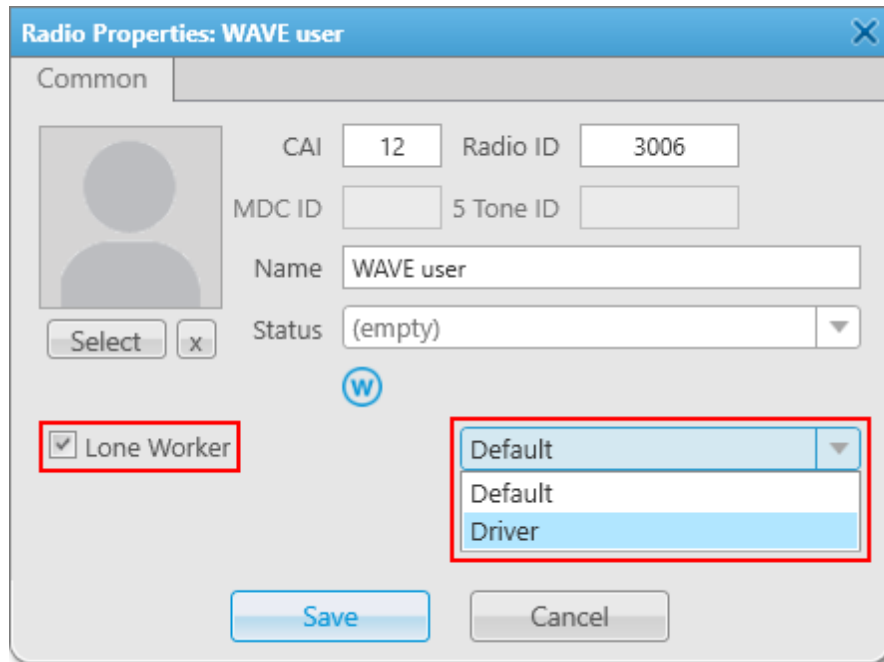 Radio Properties: WAVE user
Common
CAI 12 Radio ID 3006
MDC ID 5 Tone ID
Name WAVE user
Select x Status (empty)
W
Lone Worker Default
Default
Driver
Save Cancel